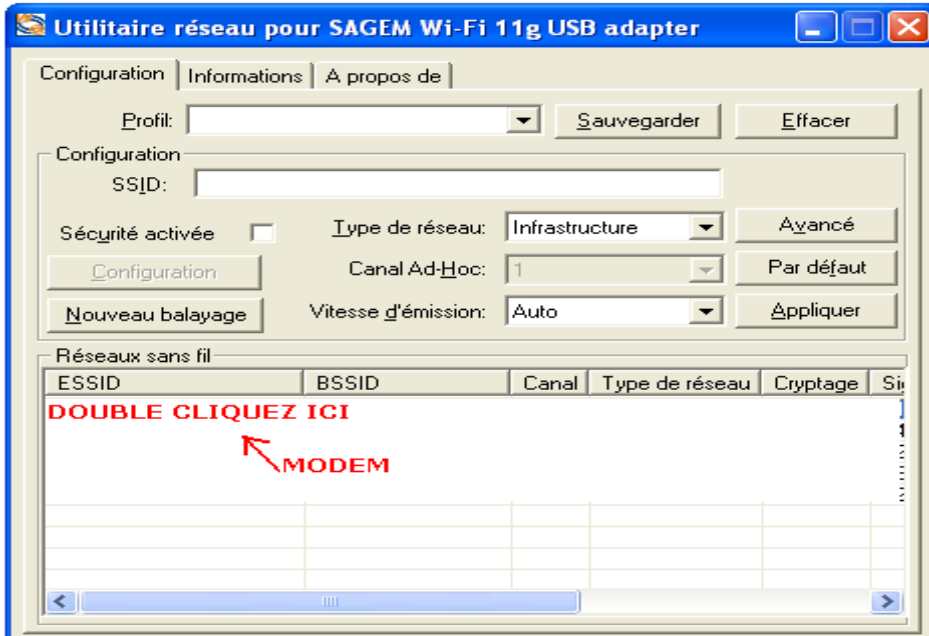 Utilitaire réseau pour SAGEM Wi-Fi 11g USB adapter
Configuration Informations A propos de
Profil: Sauvegarder Effacer
Configuration
SSID:
Sécurité activée Type de réseau: Infrastructure Avancé
Configuration Canal Ad-Hoc: 1 Par défaut
Nouveau balayage Vitesse d'émission: Auto Appliquer
Réseaux sans fil
ESSID BSSID Canal Type de réseau Cryptage
DOUBLE CLIQUEZ ICI
MODEM